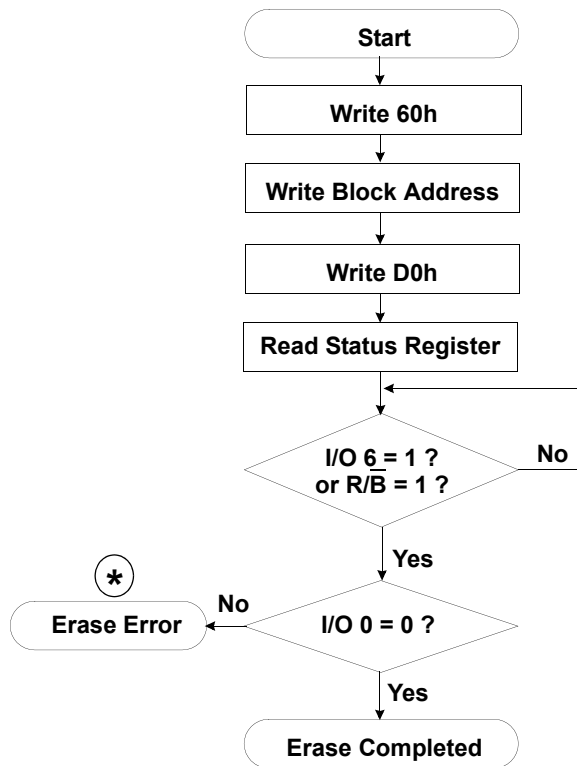 Start
Write 60h
Write Block Address
Write D0h
Read Status Register
I/O 6 = 1 ?
or R/B̅ = 1 ?
No
Yes
*
No
Erase Error
I/O 0 = 0 ?
Yes
Erase Completed